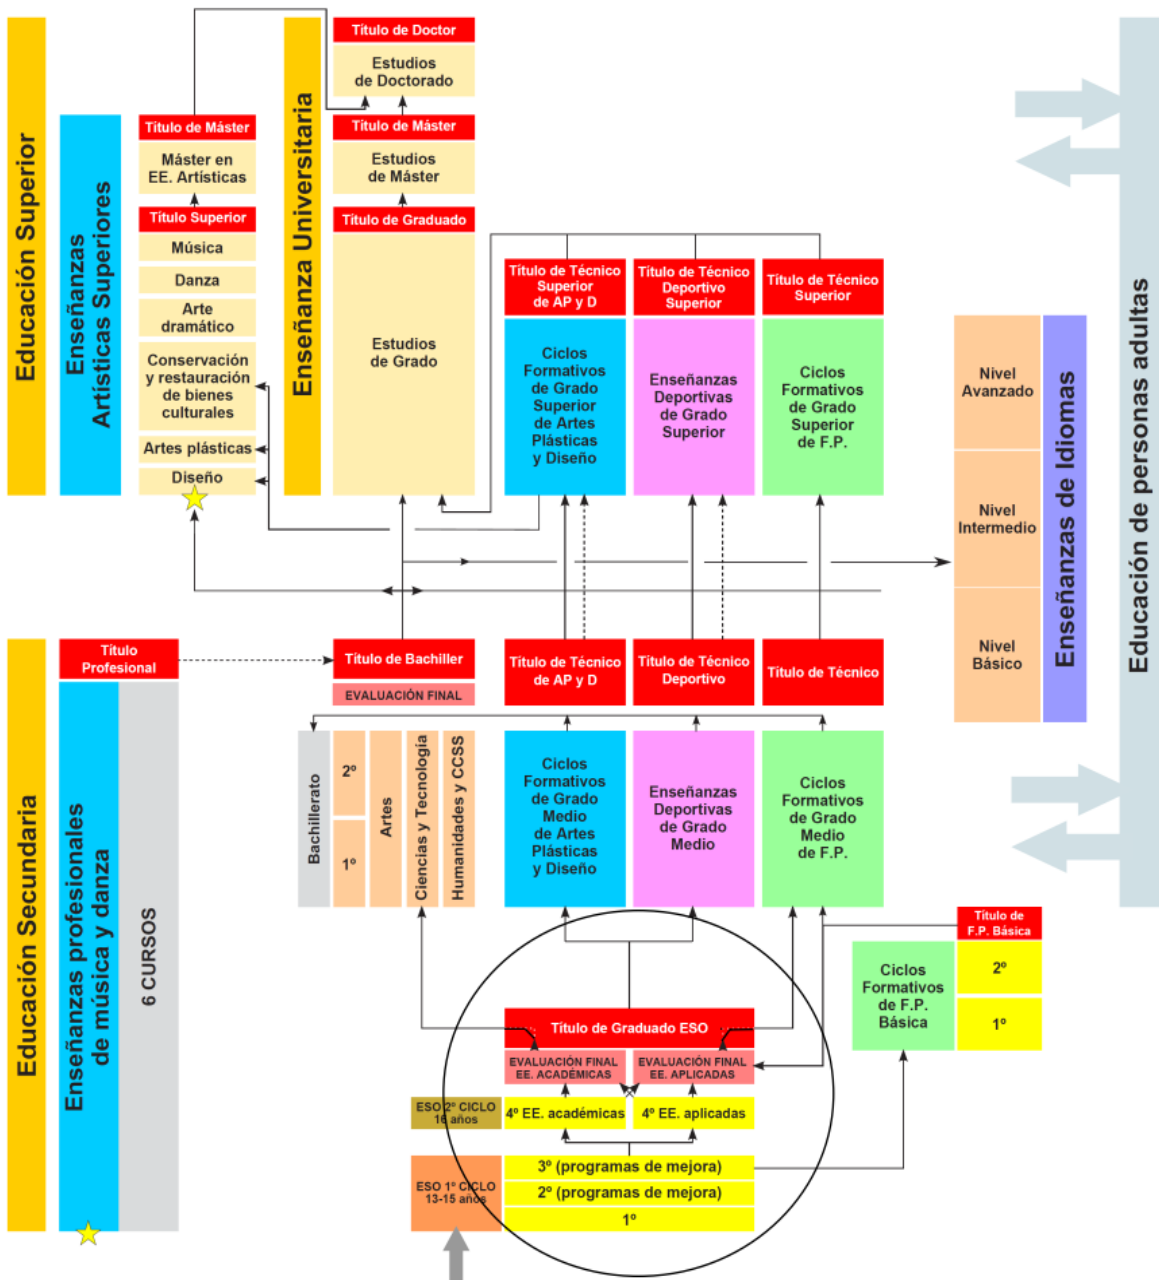 Educación Superior
Enseñanzas
Artísticas Superiores
Título de Máster
Máster en
EE. Artísticas
Título Superior
Música
Danza
Arte
dramático
Conservación
y restauración
de bienes
culturales
Artes plásticas
Diseño
Enseñanza Universitaria
Título de Doctor
Estudios
de Doctorado
Título de Máster
Estudios
de Máster
Título de Graduado
Estudios
de Grado
Título de Técnico
Superior
de AP y D
Ciclos
Formativos
de Grado
Superior
de Artes
Plásticas
y Diseño
Título de Técnico
Deportivo
Superior
Enseñanzas
Deportivas
de Grado
Superior
Título de Técnico
Superior
Ciclos
Formativos
de Grado
Superior
de F.P.
Nivel
Avanzado
Nivel
Intermedio
Nivel
Básico
Enseñanzas de Idiomas
Educación de personas adultas
Educación Secundaria
Título
Profesional
Enseñanzas profesionales
de música y danza
6 CURSOS
Título de Bachiller
EVALUACIÓN FINAL
Bachillerato
2º
1º
Artes
Ciencias y Tecnología
Humanidades y CCSS
Título de Técnico
de AP y D
Ciclos
Formativos
de Grado
Medio
de Artes
Plásticas
y Diseño
Título de Técnico
Deportivo
Enseñanzas
Deportivas
de Grado
Medio
Título de Técnico
Ciclos
Formativos
de Grado
Medio
de F.P.
Ciclos
Formativos
de F.P.
Básica
Título de
F.P. Básica
2º
1º
Título de Graduado ESO
EVALUACIÓN FINAL
EE. ACADÉMICAS
EVALUACIÓN FINAL
EE. APLICADAS
ESO 2º CICLO
16 años
4º EE. académicas
4º EE. aplicadas
ESO 1º CICLO
13-15 años
3º (programas de mejora)
2º (programas de mejora)
1º